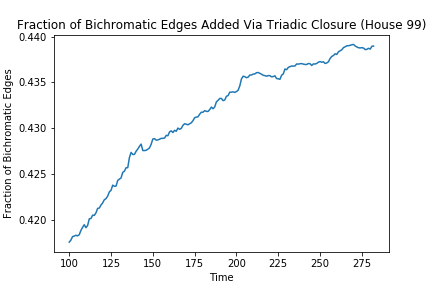 Fraction of Bichromatic Edges Added Via Triadic Closure (House 99)
Fraction of Bichromatic Edges
0.440
0.435
0.430
0.425
0.420
100 125 150 175 200 225 250 275
Time